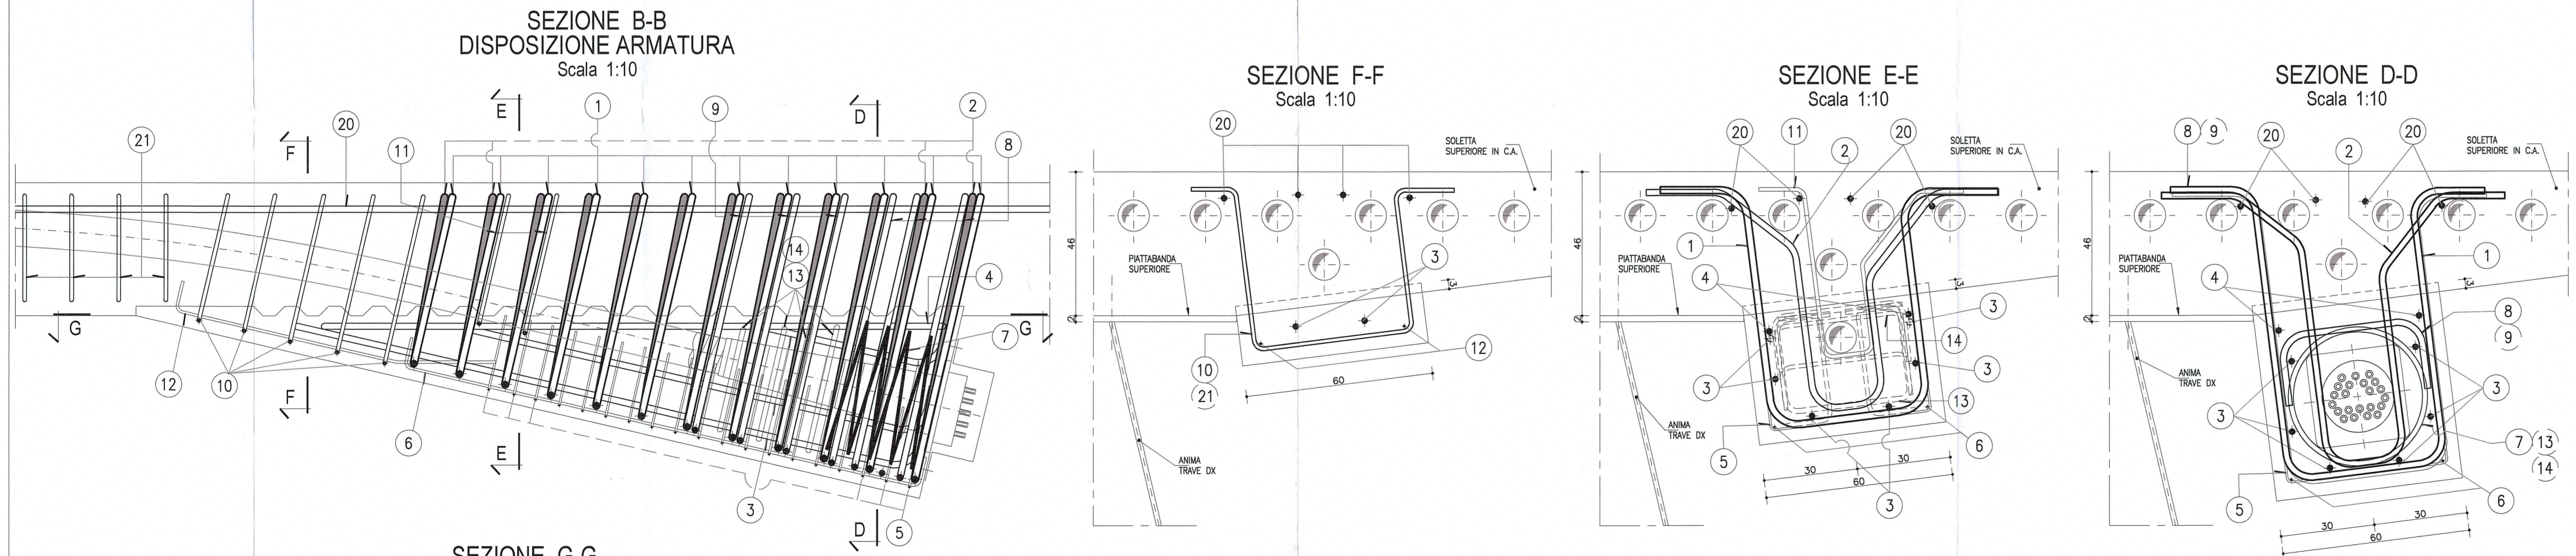 SEZIONE B-B
DISPOSIZIONE ARMATURA
Scala 1:10
E
1
9
D
2
21
F
20
11
8
14
13
4
G
G
7
12
10
F
6
E
3
D
5
SEZIONE G-G
SEZIONE F-F
Scala 1:10
20
SOLETTA
SUPERIORE IN C.A.
46
PIATTABANDA
SUPERIORE
3
3
2
10
(21)
12
60
ANIMA
TRAVE DX
SEZIONE E-E
Scala 1:10
20
11
2
20
SOLETTA
SUPERIORE IN C.A.
46
1
PIATTABANDA
SUPERIORE
4
3
3
2
14
3
3
13
ANIMA
TRAVE DX
5
6
30
30
60
3
SEZIONE D-D
Scala 1:10
8
(9)
20
2
20
SOLETTA
SUPERIORE IN C.A.
46
1
PIATTABANDA
SUPERIORE
4
3
2
8
(9)
ANIMA
TRAVE DX
3
3
7
(13)
(14)
5
6
30
30
60